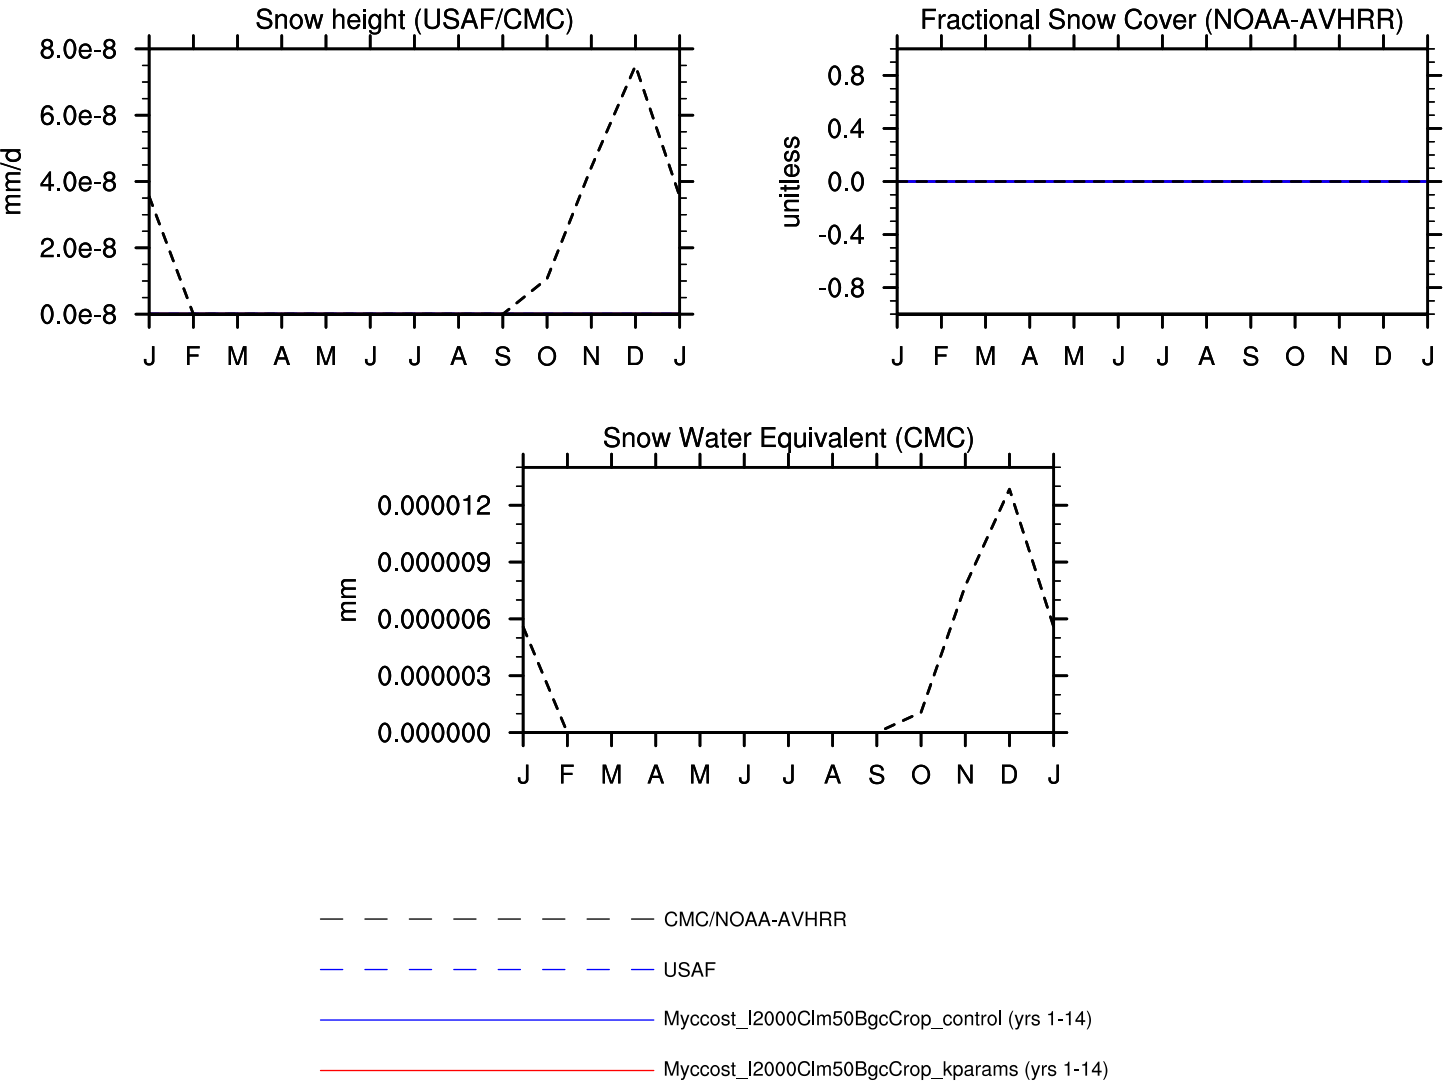 Snow height (USAF/CMC)
8.0e-8
6.0e-8
4.0e-8
2.0e-8
0.0e-8
mm/d
J F M A M J J A S O N D J
Fractional Snow Cover (NOAA-AVHRR)
0.8
0.4
0.0
-0.4
-0.8
unitless
J F M A M J J A S O N D J
Snow Water Equivalent (CMC)
0.000012
0.000009
0.000006
0.000003
0.000000
mm
J F M A M J J A S O N D J
CMC/NOAA-AVHRR
USAF
Myccost_I2000Clm50BgcCrop_control (yrs 1-14)
Myccost_I2000Clm50BgcCrop_kparams (yrs 1-14)